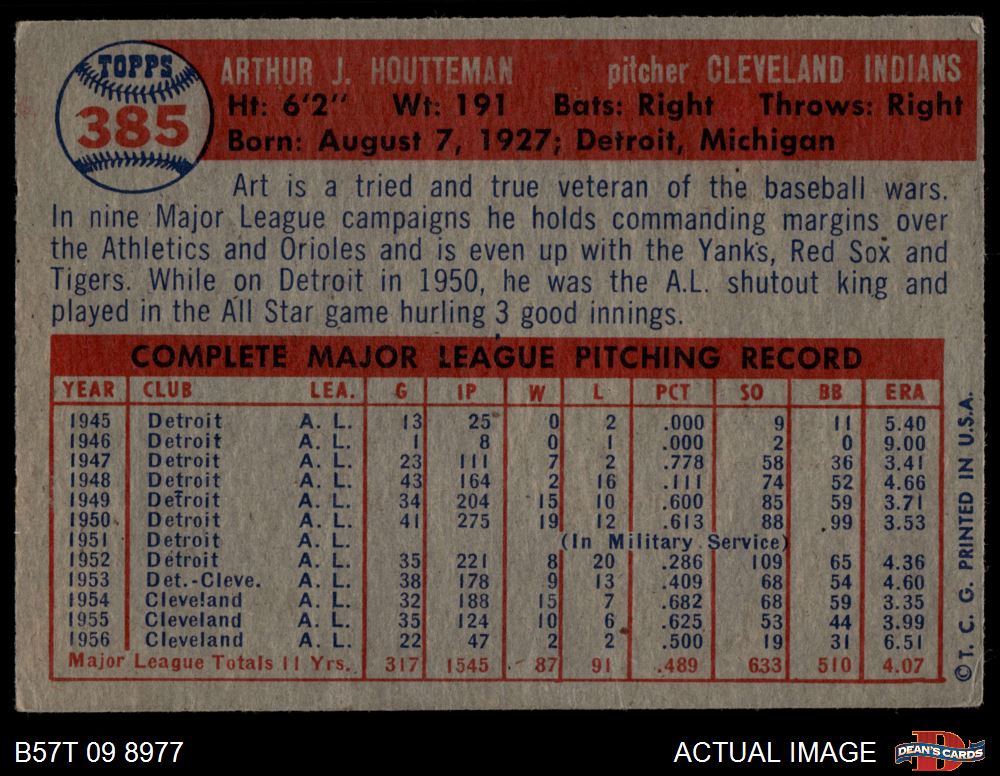 TOPPS
385
ARTHUR J. HOUTTEMAN pitcher CLEVELAND INDIANS
Ht: 6'2" Wt: 191 Bats: Right Throws: Right
Born: August 7, 1927; Detroit, Michigan
Art is a tried and true veteran of the baseball wars.
In nine Major League campaigns he holds commanding margins over
the Athletics and Orioles and is even up with the Yanks, Red Sox and
Tigers. While on Detroit in 1950, he was the A.L. shutout king and
played in the All Star game hurling 3 good innings.
COMPLETE MAJOR LEAGUE PITCHING RECORD
YEAR CLUB LEA. G IP W L PCT SO BB ERA
1945 Detroit A. L. 13 25 0 2 .000 9 11 5.40
1946 Detroit A. L. 1 8 0 1 .000 2 0 9.00
1947 Detroit A. L. 23 111 7 2 .778 58 36 3.41
1948 Detroit A. L. 43 164 2 16 .111 74 52 4.66
1949 Detroit A. L. 34 204 15 10 .600 85 59 3.71
1950 Detroit A. L. 41 275 19 12 .613 88 99 3.53
1951 Detroit A. L. (In Military Service)
1952 Detroit A. L. 35 221 8 20 .286 109 65 4.36
1953 Det.-Cleve. A. L. 38 178 9 13 .409 68 54 4.60
1954 Cleveland A. L. 32 188 15 7 .682 68 59 3.35
1955 Cleveland A. L. 35 124 10 6 .625 53 44 3.99
1956 Cleveland A. L. 22 47 2 2 .500 19 31 6.51
Major League Totals 11 Yrs. 317 1545 87 91 .489 633 510 4.07
© T. C. G. PRINTED IN U.S.A.
B57T 09 8977
ACTUAL IMAGE
DEAN'S CARDS